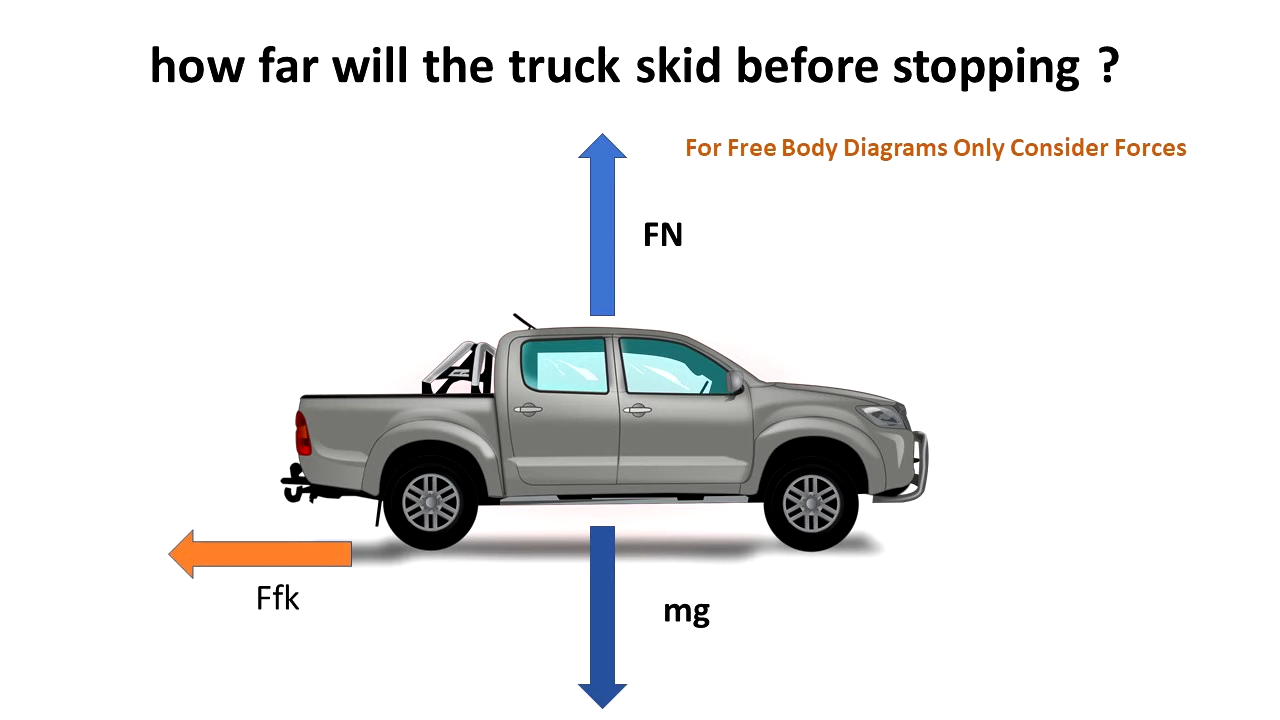 how far will the truck skid before stopping ?
For Free Body Diagrams Only Consider Forces
FN
Ffk
mg